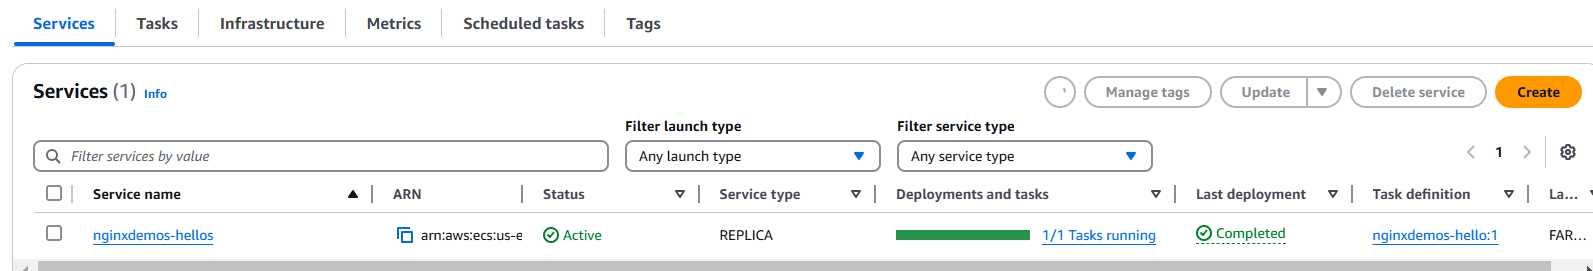 Services Tasks Infrastructure Metrics Scheduled tasks Tags
Services (1) Info Manage tags Update Delete service Create
Filter launch type Filter service type
Filter services by value Any launch type Any service type 1
Service name ARN Status Service type Deployments and tasks Last deployment Task definition La...
nginxdemos-hellos arn:aws:ecs:us-e Active REPLICA 1/1 Tasks running Completed nginxdemos-hello:1 FAR...